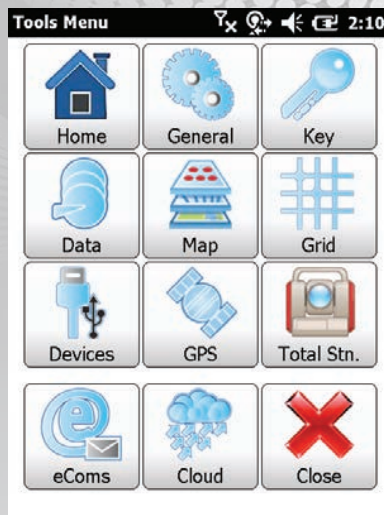 Tools Menu 2:10
Home General Key
Data Map Grid
Devices GPS Total Stn.
eComs Cloud Close